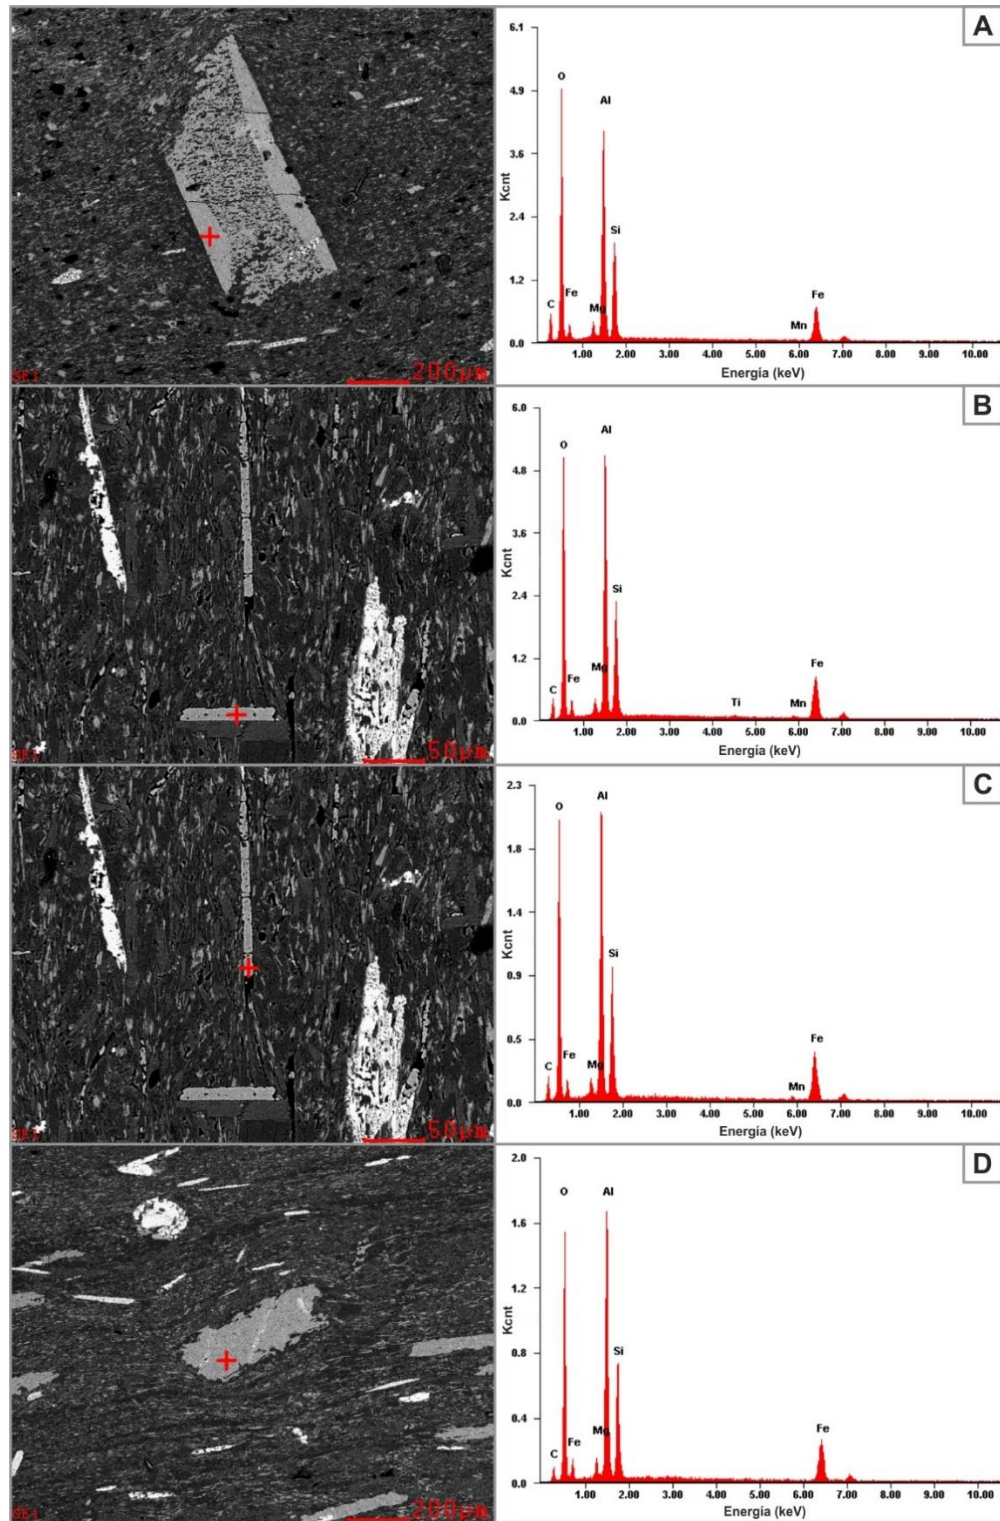 A
6.1
O
4.9
Al
3.6
Kcnt
2.4
Si
1.2
C
Fe
Mg
Mn
Fe
0.0
1.00 2.00 3.00 4.00 5.00 6.00 7.00 8.00 9.00 10.00
Energía (keV)
SE1
200µm
B
6.0
O
Al
4.8
3.6
Kcnt
Si
2.4
1.2
C
Fe
Mg
Ti
Mn
Fe
0.0
1.00 2.00 3.00 4.00 5.00 6.00 7.00 8.00 9.00 10.00
Energía (keV)
SE1
50µm
C
2.3
O
Al
1.8
1.4
Kcnt
Si
0.9
0.5
C
Fe
Mg
Mn
Fe
0.0
1.00 2.00 3.00 4.00 5.00 6.00 7.00 8.00 9.00 10.00
Energía (keV)
SE1
50µm
D
2.0
O
Al
1.6
1.2
Kcnt
0.8
Si
0.4
C
Fe
Mg
Fe
0.0
1.00 2.00 3.00 4.00 5.00 6.00 7.00 8.00 9.00 10.00
Energía (keV)
SE1
200µm